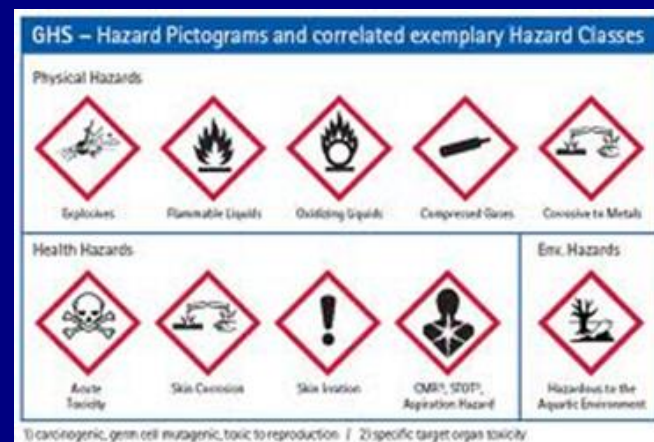 GHS – Hazard Pictograms and correlated exemplary Hazard Classes
Physical Hazards
Explosives
Flammable Liquids
Oxidizing Liquids
Compressed Gases
Corrosive to Metals
Health Hazards
Env. Hazards
Acute
Toxicity
Skin Corrosion
Skin Irritation
CMR¹⁾, STOT²⁾,
Aspiration Hazard
Hazardous to the
Aquatic Environment
1) carcinogenic, germ cell mutagenic, toxic to reproduction / 2) specific target organ toxicity